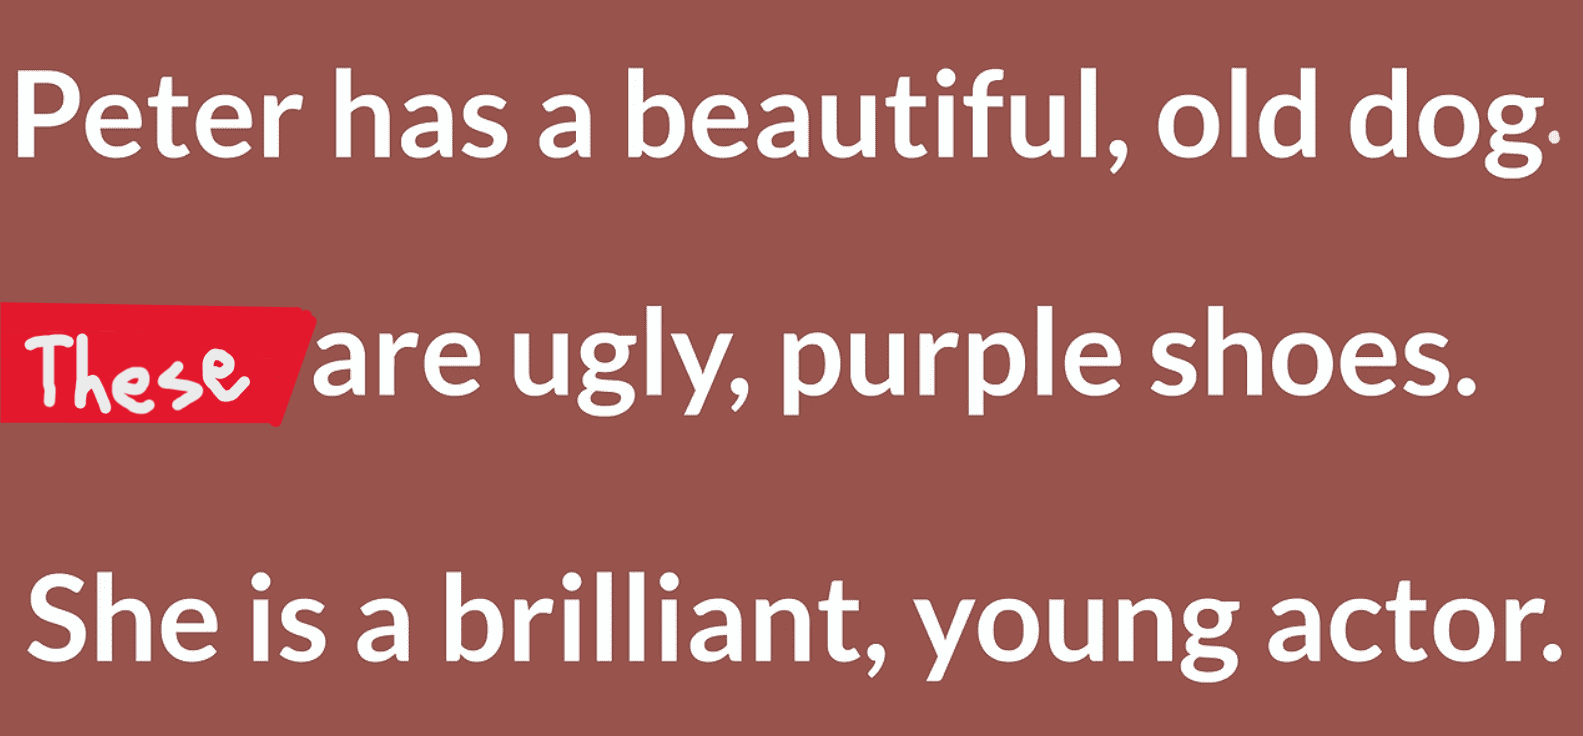 Peter has a beautiful, old dog.
These are ugly, purple shoes.
She is a brilliant, young actor.